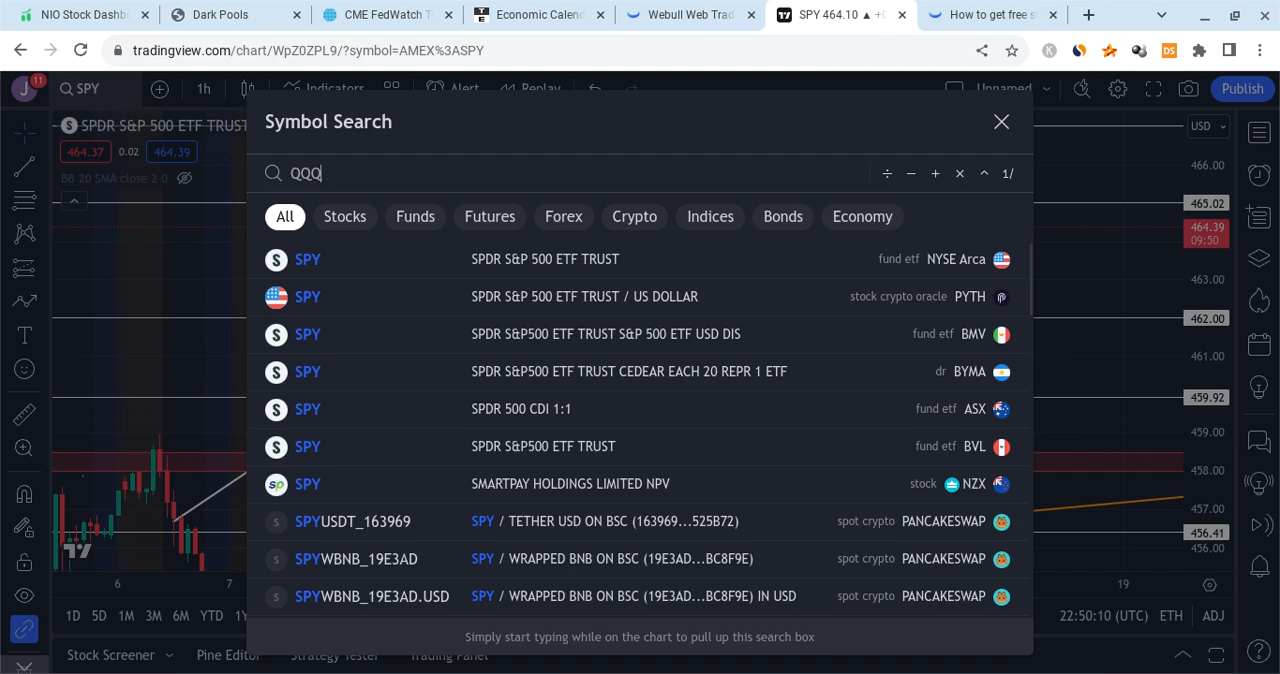 NIO Stock Dashb
Dark Pools
CME FedWatch T
Economic Calend
Webull Web Trad
SPY 464.10 ▲ +0
How to get free s
tradingview.com/chart/WpZ0ZPL9/?symbol=AMEX%3ASPY
J 11 SPY 1h Indicators Alert Replay Unnamed Publish
SPDR S&P 500 ETF TRUST
USD
464.37 0.02 464.39
BB 20 SMA close 2 0
Symbol Search
QQQ
÷ − + × ^ 1/
All Stocks Funds Futures Forex Crypto Indices Bonds Economy
S SPY SPDR S&P 500 ETF TRUST fund etf NYSE Arca
SPY SPDR S&P 500 ETF TRUST / US DOLLAR stock crypto oracle PYTH
S SPY SPDR S&P500 ETF TRUST S&P 500 ETF USD DIS fund etf BMV
S SPY SPDR S&P500 ETF TRUST CEDEAR EACH 20 REPR 1 ETF dr BYMA
S SPY SPDR 500 CDI 1:1 fund etf ASX
S SPY SPDR S&P500 ETF TRUST fund etf BVL
sp SPY SMARTPAY HOLDINGS LIMITED NPV stock NZX
S SPYUSDT_163969 SPY / TETHER USD ON BSC (163969...525B72) spot crypto PANCAKESWAP
S SPYWBNB_19E3AD SPY / WRAPPED BNB ON BSC (19E3AD...BC8F9E) spot crypto PANCAKESWAP
S SPYWBNB_19E3AD.USD SPY / WRAPPED BNB ON BSC (19E3AD...BC8F9E) IN USD spot crypto PANCAKESWAP
Simply start typing while on the chart to pull up this search box
466.00
465.02
464.39
09:50
463.00
462.00
461.00
459.92
459.00
458.00
457.00
456.41
456.00
6 7 19
1D 5D 1M 3M 6M YTD 1Y
22:50:10 (UTC) ETH ADJ
Stock Screener Pine Editor Strategy Tester Trading Panel